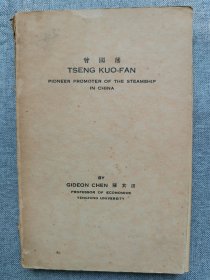 曾國藩
TSENG KUO-FAN
PIONEER PROMOTER OF THE STEAMSHIP
IN CHINA
BY
GIDEON CHEN 陳其田
PROFESSOR OF ECONOMICS
YENCHING UNIVERSITY